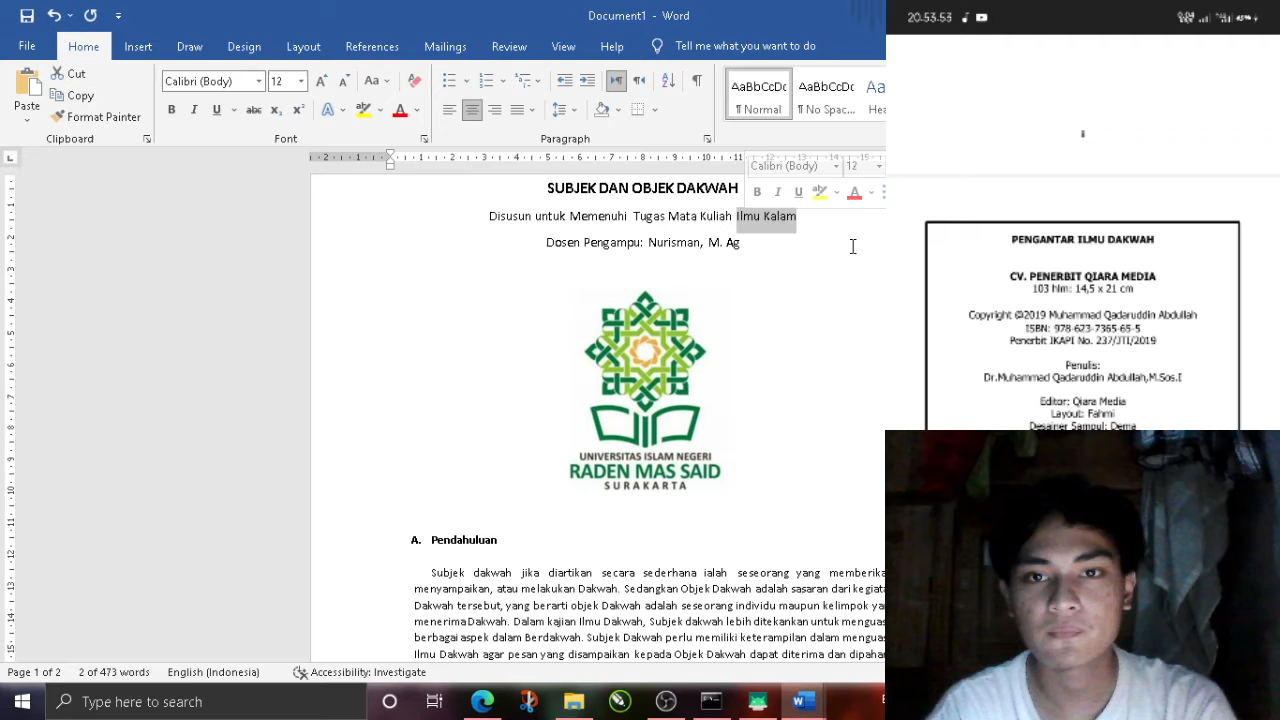 Document1 - Word
File Home Insert Draw Design Layout References Mailings Review View Help Tell me what you want to do
Paste
Cut
Copy
Format Painter
Clipboard
Calibri (Body) 12
Font
Paragraph
AaBbCcDc
¶ Normal
AaBbCcDc
¶ No Spac...
Calibri (Body) 12
SUBJEK DAN OBJEK DAKWAH
Disusun untuk Memenuhi Tugas Mata Kuliah Ilmu Kalam
Dosen Pengampu: Nurisman, M. Ag
UNIVERSITAS ISLAM NEGERI
RADEN MAS SAID
SURAKARTA
A. Pendahuluan
Subjek dakwah jika diartikan secara sederhana ialah seseorang yang memberika
menyampaikan, atau melakukan Dakwah. Sedangkan Objek Dakwah adalah sasaran dari kegiata
Dakwah tersebut, yang berarti objek Dakwah adalah seseorang individu maupun kelimpok ya
menerima Dakwah. Dalam kajian Ilmu Dakwah, Subjek dakwah lebih ditekankan untuk menguas
berbagai aspek dalam Berdakwah. Subjek Dakwah perlu memiliki keterampilan dalam menguas
Ilmu Dakwah agar pesan yang disampaikan kepada Objek Dakwah dapat diterima dan dipahar
Page 1 of 2 2 of 473 words English (Indonesia) Accessibility: Investigate
Type here to search
20.53.53
PENGANTAR ILMU DAKWAH
CV. PENERBIT QIARA MEDIA
103 hlm: 14,5 x 21 cm
Copyright @2019 Muhammad Qadaruddin Abdullah
ISBN: 978-623-7365-65-5
Penerbit IKAPI No. 237/JTI/2019
Penulis:
Dr.Muhammad Qadaruddin Abdullah,M.Sos.I
Editor: Qiara Media
Layout: Fahmi
Desainer Sampul: Dema